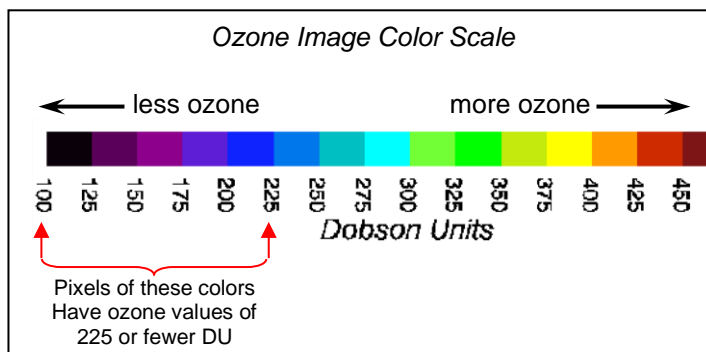 Ozone Image Color Scale
less ozone more ozone
100 125 150 175 200 225 250 275 300 325 350 375 400 425 450
Dobson Units
Pixels of these colors
Have ozone values of
225 or fewer DU